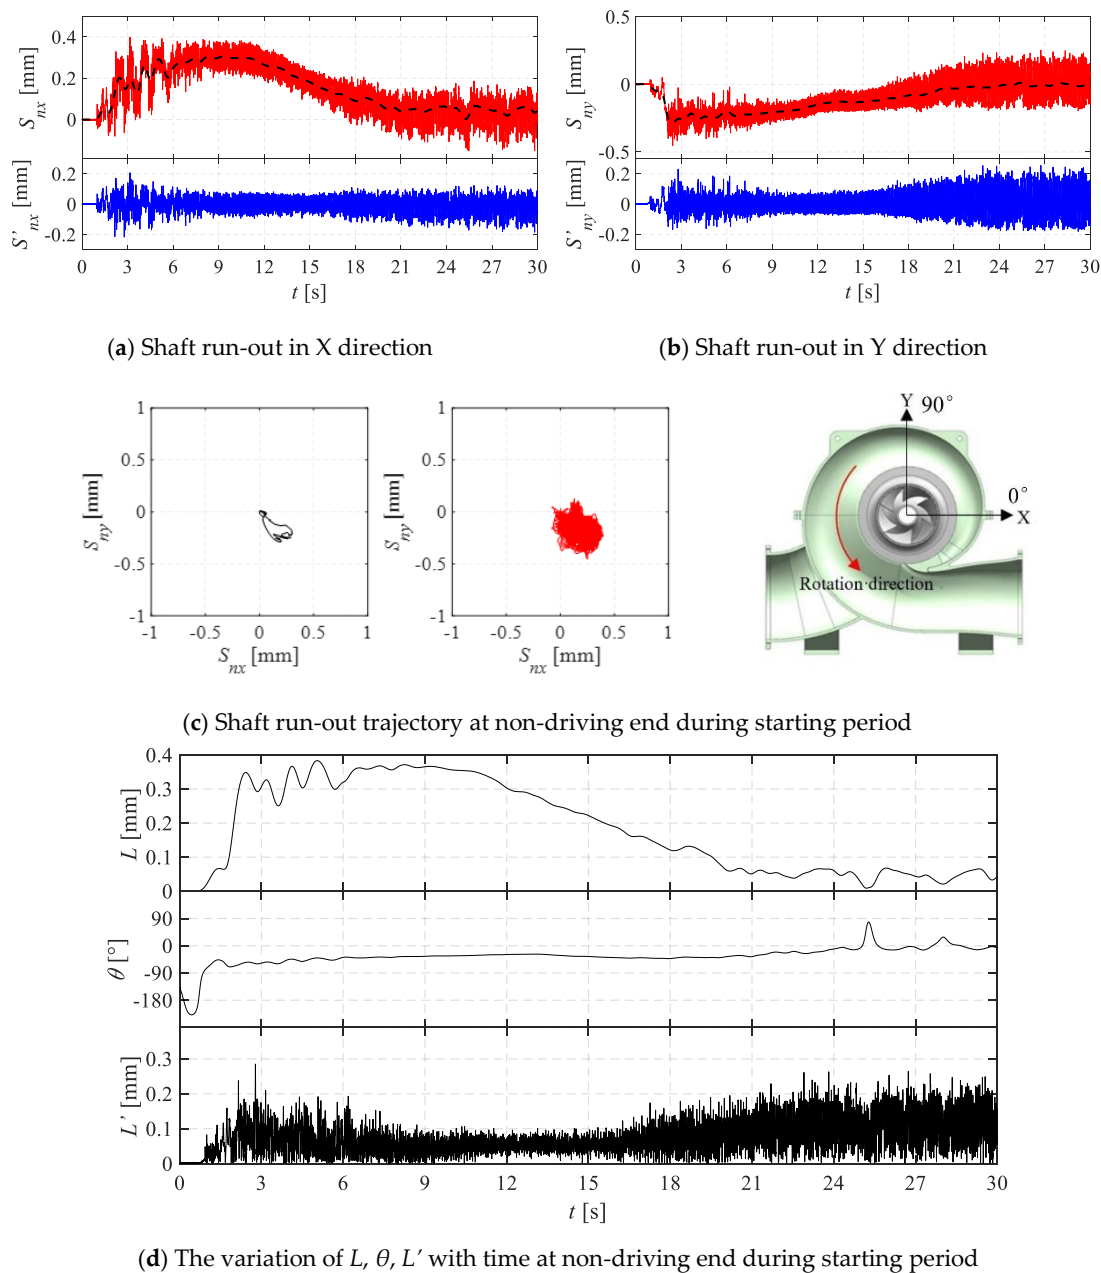 0.4
0.2
0
S_nx [mm]
0.2
0
-0.2
S’_nx [mm]
0 3 6 9 12 15 18 21 24 27 30
t [s]
0.5
0
-0.5
S_ny [mm]
0.2
0
-0.2
S’_ny [mm]
0 3 6 9 12 15 18 21 24 27 30
t [s]
(a) Shaft run-out in X direction
(b) Shaft run-out in Y direction
1
0.5
0
-0.5
-1
S_ny [mm]
-1 -0.5 0 0.5 1
S_nx [mm]
1
0.5
0
-0.5
-1
S_ny [mm]
-1 -0.5 0 0.5 1
S_nx [mm]
Y 90°
0°
X
Rotation·direction
(c) Shaft run-out trajectory at non-driving end during starting period
0.4
0.3
0.2
0.1
0
L [mm]
90
0
-90
-180
θ [°]
0.3
0.2
0.1
0
L’ [mm]
0 3 6 9 12 15 18 21 24 27 30
t [s]
(d) The variation of L, θ, L’ with time at non-driving end during starting period